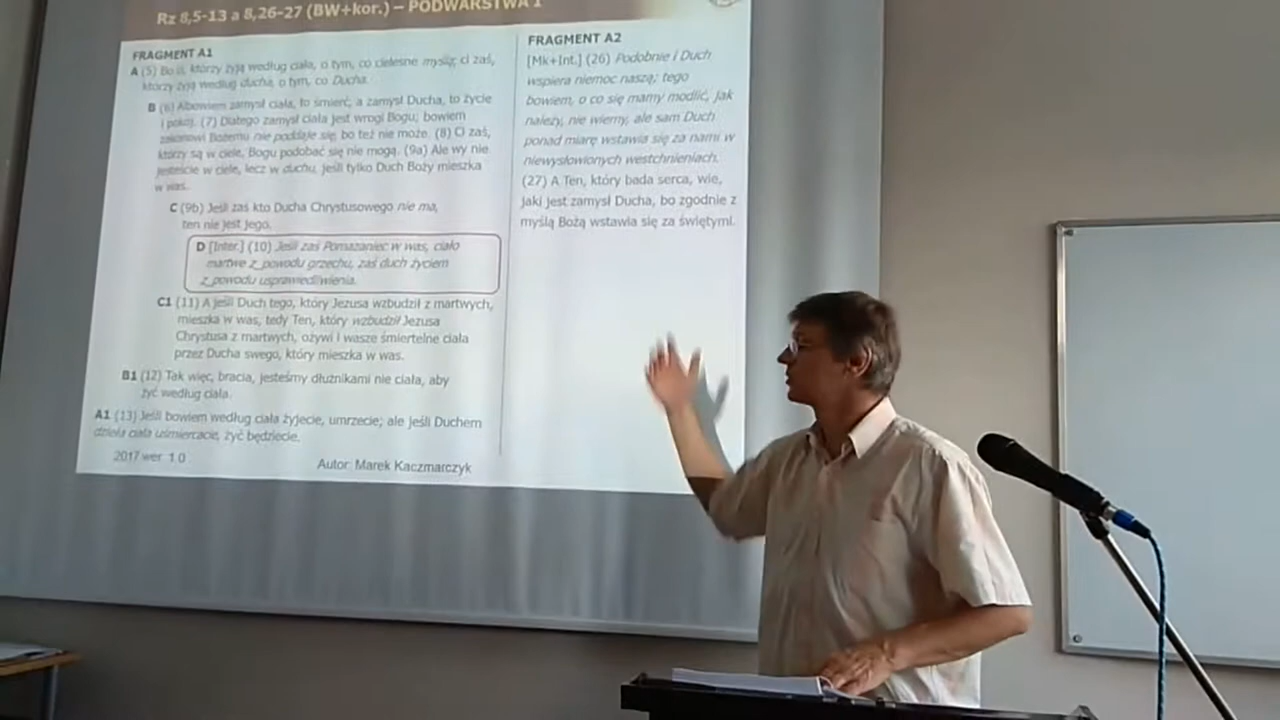 Rz 8,5-13 a 8,26-27 (BW+kor.) – PODWARSTWA 1
FRAGMENT A1
A (5) Bo ci, którzy żyją według ciała, o tym, co cielesne myślą; ci zaś,
którzy żyją według ducha, o tym, co Ducha.
B (6) Albowiem zamysł ciała, to śmierć, a zamysł Ducha, to życie
i pokój. (7) Dlatego zamysł ciała jest wrogi Bogu; bowiem
zakonowi Bożemu nie poddaje się, bo też nie może. (8) Ci zaś,
którzy są w ciele, Bogu podobać się nie mogą. (9a) Ale wy nie
jesteście w ciele, lecz w duchu, jeśli tylko Duch Boży mieszka
w was.
C (9b) Jeśli zaś kto Ducha Chrystusowego nie ma,
ten nie jest jego.
D [Inter.] (10) Jeśli zaś Pomazaniec w was, ciało
martwe z_powodu grzechu, zaś duch życiem
z_powodu usprawiedliwienia.
C1 (11) A jeśli Duch tego, który Jezusa wzbudził z martwych,
mieszka w was, tedy Ten, który wzbudził Jezusa
Chrystusa z martwych, ożywi i wasze śmiertelne ciała
przez Ducha swego, który mieszka w was.
B1 (12) Tak więc, bracia, jesteśmy dłużnikami nie ciała, aby
żyć według ciała.
A1 (13) Jeśli bowiem według ciała żyjecie, umrzecie; ale jeśli Duchem
dzieła ciała uśmiercacie, żyć będziecie.
2017 wer. 1.0
Autor: Marek Kaczmarczyk
FRAGMENT A2
[Mk+Int.] (26) Podobnie i Duch
wspiera niemoc naszą; tego
bowiem, o co się mamy modlić, jak
należy, nie wiemy, ale sam Duch
ponad miarę wstawia się za nami w
niewysłowionych westchnieniach.
(27) A Ten, który bada serca, wie,
jaki jest zamysł Ducha, bo zgodnie z
myślą Bożą wstawia się za świętymi.